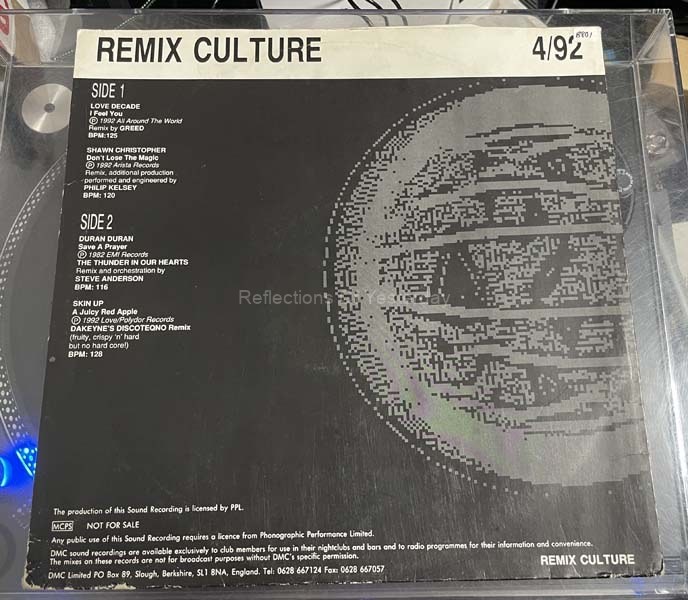 REMIX CULTURE 4/92
SIDE 1
LOVE DECADE
I Feel You
Ⓟ 1992 All Around The World
Remix by GREED
BPM:125
SHAWN CHRISTOPHER
Don't Lose The Magic
Ⓟ 1992 Arista Records
Remix, additional production
performed and engineered by
PHILIP KELSEY
BPM: 120
SIDE 2
DURAN DURAN
Save A Prayer
Ⓟ 1982 EMI Records
THE THUNDER IN OUR HEARTS
Remix and orchestration by
STEVE ANDERSON
BPM: 116
SKIN UP
A Juicy Red Apple
Ⓟ 1992 Love/Polydor Records
DAKEYNE'S DISCOTEQNO Remix
(fruity, crispy 'n' hard
but no hard core!)
BPM: 128
Reflections Yesterday
The production of this Sound Recording is licensed by PPL.
MCPS NOT FOR SALE
Any public use of this Sound Recording requires a licence from Phonographic Performance Limited.
DMC sound recordings are available exclusively to club members for use in their nightclubs and bars and to radio programmes for their information and convenience.
The mixes on these records are not for broadcast purposes without DMC's specific permission.
DMC Limited PO Box 89, Slough, Berkshire, SL1 8NA, England. Tel: 0628 667124 Fax: 0628 667057
REMIX CULTURE